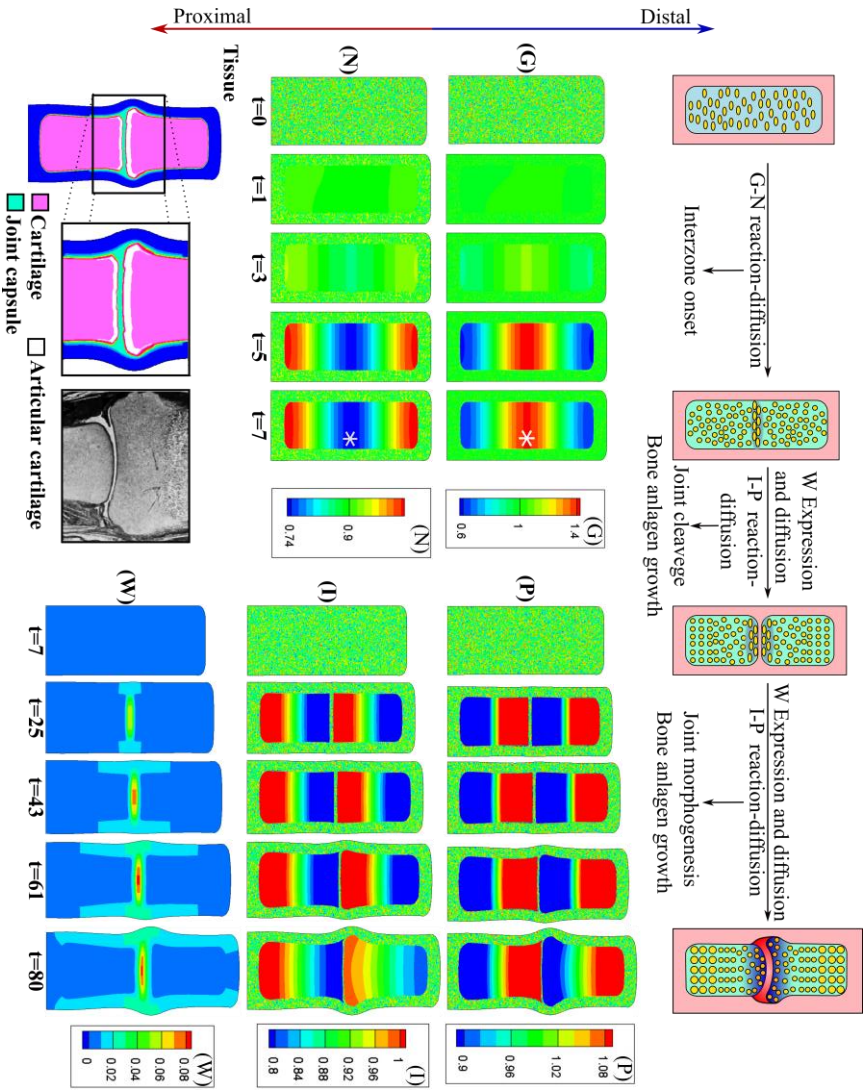 Proximal
Distal
G-N reaction-diffusion
Interzone onset
W Expression
and diffusion
I-P reaction-
diffusion
Joint cleavege
Bone anlagen growth
W Expression and diffusion
I-P reaction-diffusion
Joint morphogenesis
Bone anlagen growth
(G)
*
(G)
0.6
1
1.4
(N)
*
(N)
0.74
0.9
t=0
t=1
t=3
t=5
t=7
(P)
(P)
0.9
0.96
1.02
1.08
(I)
(I)
0.8
0.84
0.88
0.92
0.96
1
(W)
(W)
0
0.02
0.04
0.06
0.08
t=7
t=25
t=43
t=61
t=80
Tissue
Cartilage
Articular cartilage
Joint capsule